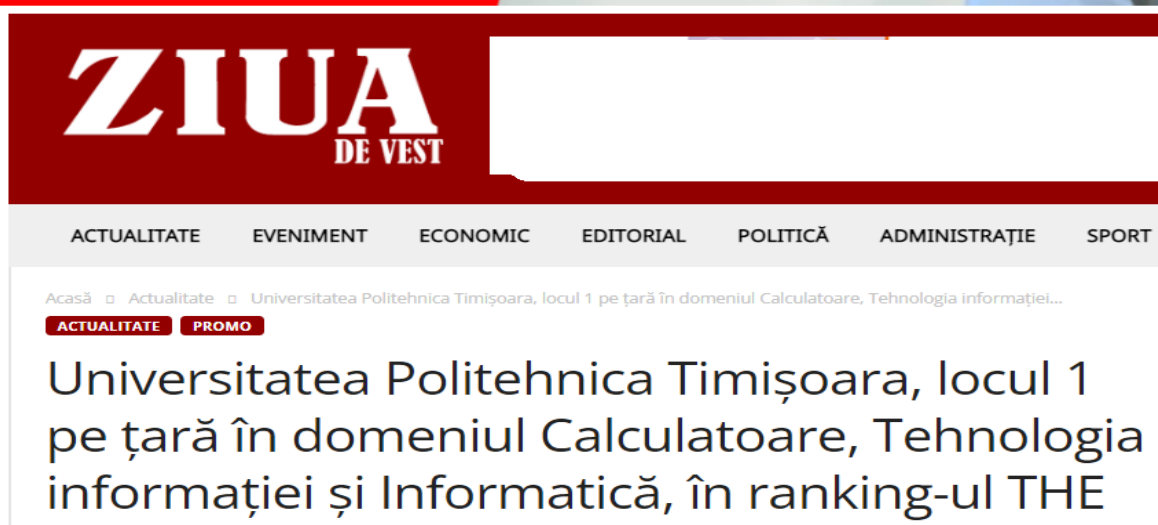 ZIUA
DE VEST
ACTUALITATE EVENIMENT ECONOMIC EDITORIAL POLITICĂ ADMINISTRAȚIE SPORT
Acasă Actualitate Universitatea Politehnica Timișoara, locul 1 pe țară în domeniul Calculatoare, Tehnologia informației...
ACTUALITATE PROMO
Universitatea Politehnica Timișoara, locul 1
pe țară în domeniul Calculatoare, Tehnologia
informației și Informatică, în ranking-ul THE